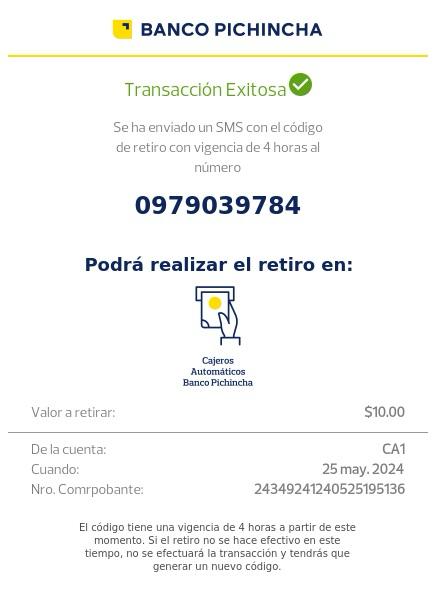 BANCO PICHINCHA
Transacción Exitosa
Se ha enviado un SMS con el código
de retiro con vigencia de 4 horas al
número
0979039784
Podrá realizar el retiro en:
Cajeros
Automáticos
Banco Pichincha
Valor a retirar: $10.00
De la cuenta: CA1
Cuando: 25 may. 2024
Nro. Comrpobante: 24349241240525195136
El código tiene una vigencia de 4 horas a partir de este
momento. Si el retiro no se hace efectivo en este
tiempo, no se efectuará la transacción y tendrás que
generar un nuevo código.